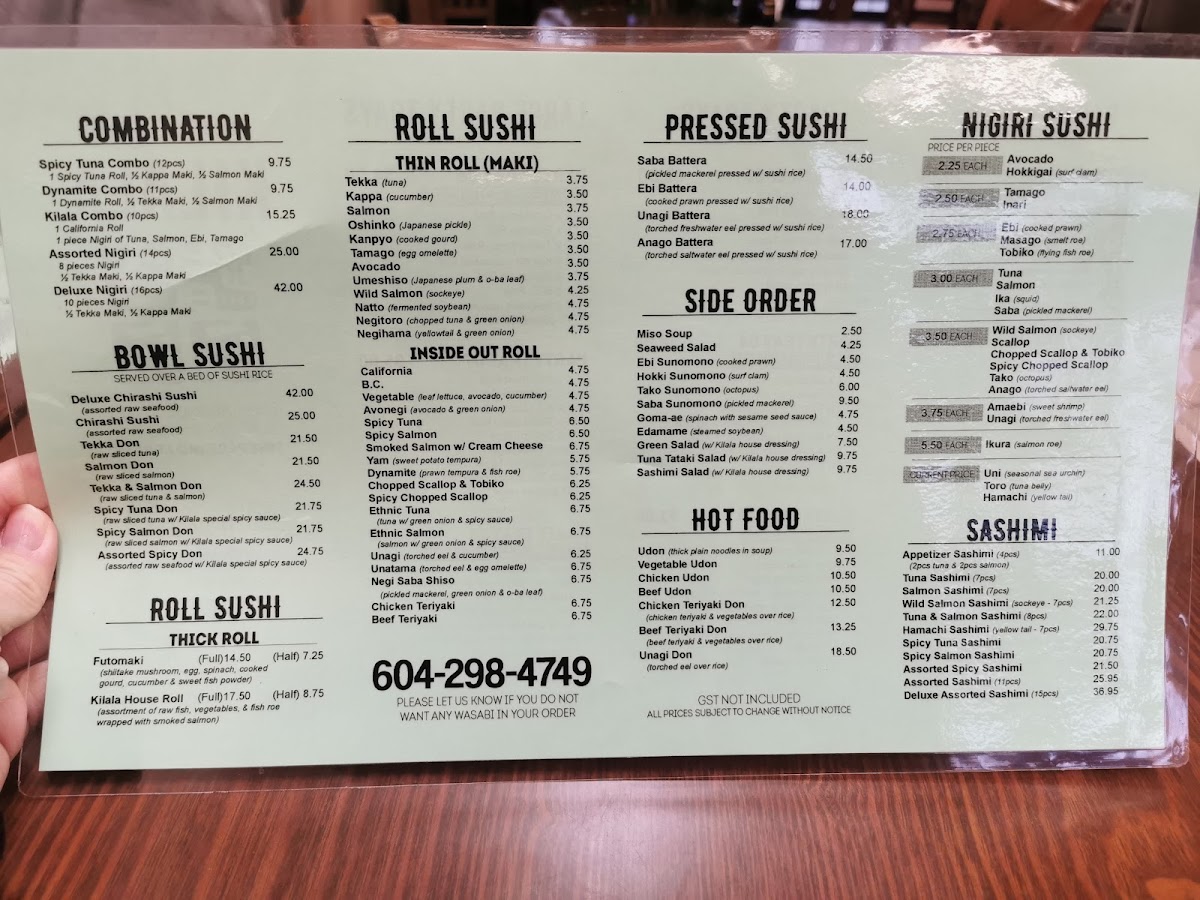 COMBINATION
Spicy Tuna Combo (12pcs) 9.75
1 Spicy Tuna Roll, ½ Kappa Maki, ½ Salmon Maki
Dynamite Combo (11pcs) 9.75
1 Dynamite Roll, ½ Tekka Maki, ½ Salmon Maki
Kilala Combo (10pcs) 15.25
1 California Roll
1 piece Nigiri of Tuna, Salmon, Ebi, Tamago
Assorted Nigiri (14pcs) 25.00
8 pieces Nigiri
½ Tekka Maki, ½ Kappa Maki
Deluxe Nigiri (16pcs) 42.00
10 pieces Nigiri
½ Tekka Maki, ½ Kappa Maki
BOWL SUSHI
SERVED OVER A BED OF SUSHI RICE
Deluxe Chirashi Sushi 42.00
(assorted raw seafood)
Chirashi Sushi 25.00
(assorted raw seafood)
Tekka Don 21.50
(raw sliced tuna)
Salmon Don 21.50
(raw sliced salmon)
Tekka & Salmon Don 24.50
(raw sliced tuna & salmon)
Spicy Tuna Don 21.75
(raw sliced tuna w/ Kilala special spicy sauce)
Spicy Salmon Don 21.75
(raw sliced salmon w/ Kilala special spicy sauce)
Assorted Spicy Don 24.75
(assorted raw seafood w/ Kilala special spicy sauce)
ROLL SUSHI
THICK ROLL
Futomaki (Full)14.50 (Half) 7.25
(shiitake mushroom, egg, spinach, cooked
gourd, cucumber & sweet fish powder)
Kilala House Roll (Full)17.50 (Half) 8.75
(assortment of raw fish, vegetables, & fish roe
wrapped with smoked salmon)
ROLL SUSHI
THIN ROLL (MAKI)
Tekka (tuna) 3.75
Kappa (cucumber) 3.50
Salmon 3.75
Oshinko (Japanese pickle) 3.50
Kanpyo (cooked gourd) 3.50
Tamago (egg omelette) 3.50
Avocado 3.50
Umeshiso (Japanese plum & o-ba leaf) 3.75
Wild Salmon (sockeye) 4.25
Natto (fermented soybean) 4.75
Negitoro (chopped tuna & green onion) 4.75
Negihama (yellowtail & green onion) 4.75
INSIDE OUT ROLL
California 4.75
B.C. 4.75
Vegetable (leaf lettuce, avocado, cucumber) 4.75
Avonegi (avocado & green onion) 4.75
Spicy Tuna 6.50
Spicy Salmon 6.50
Smoked Salmon w/ Cream Cheese 6.75
Yam (sweet potato tempura) 5.75
Dynamite (prawn tempura & fish roe) 5.75
Chopped Scallop & Tobiko 6.25
Spicy Chopped Scallop 6.25
Ethnic Tuna 6.75
(tuna w/ green onion & spicy sauce)
Ethnic Salmon 6.75
(salmon w/ green onion & spicy sauce)
Unagi (torched eel & cucumber) 6.25
Unatama (torched eel & egg omelette) 6.75
Negi Saba Shiso 6.75
(pickled mackerel, green onion & o-ba leaf)
Chicken Teriyaki 6.75
Beef Teriyaki 6.75
604-298-4749
PLEASE LET US KNOW IF YOU DO NOT
WANT ANY WASABI IN YOUR ORDER
PRESSED SUSHI
Saba Battera 14.50
(pickled mackerel pressed w/ sushi rice)
Ebi Battera 14.00
(cooked prawn pressed w/ sushi rice)
Unagi Battera 18.00
(torched freshwater eel pressed w/ sushi rice)
Anago Battera 17.00
(torched saltwater eel pressed w/ sushi rice)
SIDE ORDER
Miso Soup 2.50
Seaweed Salad 4.25
Ebi Sunomono (cooked prawn) 4.50
Hokki Sunomono (surf clam) 4.50
Tako Sunomono (octopus) 6.00
Saba Sunomono (pickled mackerel) 9.50
Goma-ae (spinach with sesame seed sauce) 4.75
Edamame (steamed soybean) 4.50
Green Salad (w/ Kilala house dressing) 7.50
Tuna Tataki Salad (w/ Kilala house dressing) 9.75
Sashimi Salad (w/ Kilala house dressing) 9.75
HOT FOOD
Udon (thick plain noodles in soup) 9.50
Vegetable Udon 9.75
Chicken Udon 10.50
Beef Udon 10.50
Chicken Teriyaki Don 12.50
(chicken teriyaki & vegetables over rice)
Beef Teriyaki Don 13.25
(beef teriyaki & vegetables over rice)
Unagi Don 18.50
(torched eel over rice)
GST NOT INCLUDED
ALL PRICES SUBJECT TO CHANGE WITHOUT NOTICE
NIGIRI SUSHI
PRICE PER PIECE
2.25 EACH Avocado
Hokkigai (surf clam)
2.50 EACH Tamago
Inari
2.75 EACH Ebi (cooked prawn)
Masago (smelt roe)
Tobiko (flying fish roe)
3.00 EACH Tuna
Salmon
Ika (squid)
Saba (pickled mackerel)
3.50 EACH Wild Salmon (sockeye)
Scallop
Chopped Scallop & Tobiko
Spicy Chopped Scallop
Tako (octopus)
Anago (torched saltwater eel)
3.75 EACH Amaebi (sweet shrimp)
Unagi (torched freshwater eel)
5.50 EACH Ikura (salmon roe)
CURRENT PRICE Uni (seasonal sea urchin)
Toro (tuna belly)
Hamachi (yellow tail)
SASHIMI
Appetizer Sashimi (4pcs) 11.00
(2pcs tuna & 2pcs salmon)
Tuna Sashimi (7pcs) 20.00
Salmon Sashimi (7pcs) 20.00
Wild Salmon Sashimi (sockeye - 7pcs) 21.25
Tuna & Salmon Sashimi (8pcs) 22.00
Hamachi Sashimi (yellow tail - 7pcs) 29.75
Spicy Tuna Sashimi 20.75
Spicy Salmon Sashimi 20.75
Assorted Spicy Sashimi 21.50
Assorted Sashimi (11pcs) 25.95
Deluxe Assorted Sashimi (15pcs) 36.95